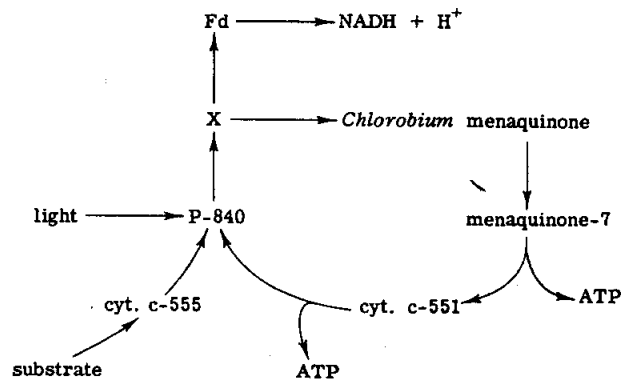 Fd NADH + H⁺
X Chlorobium menaquinone
light P-840 menaquinone-7
cyt. c-555 cyt. c-551 ATP
substrate ATP